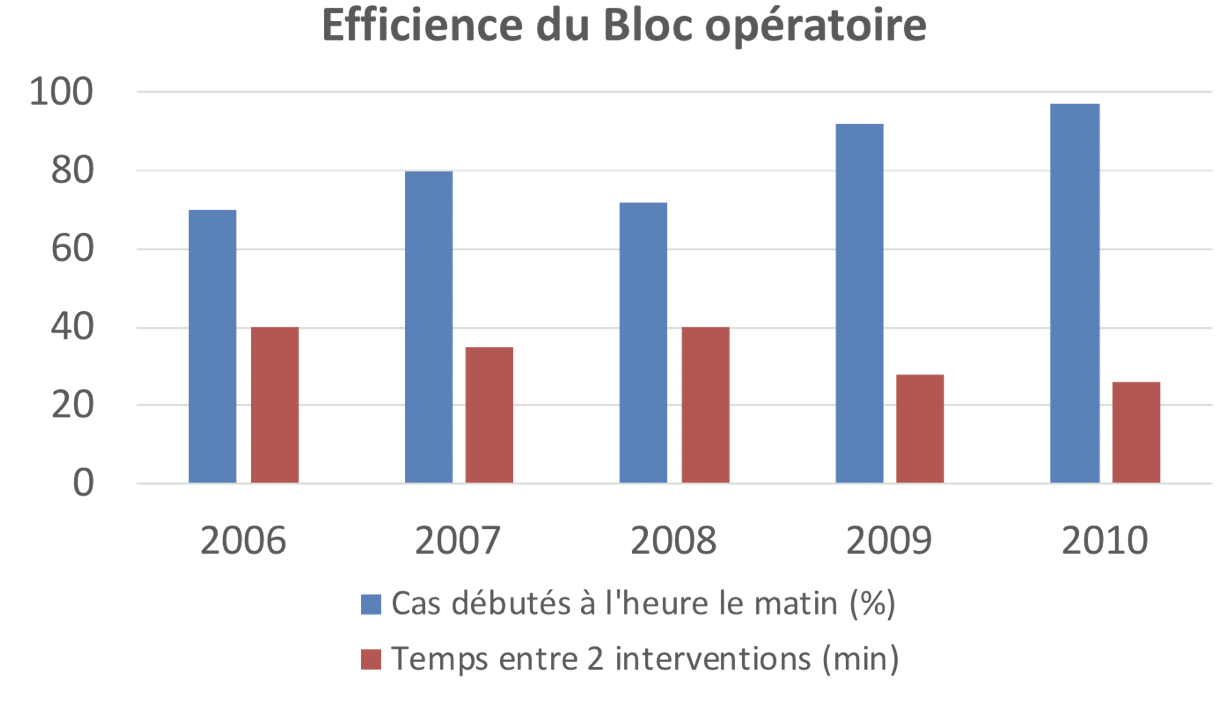 Efficience du Bloc opératoire
100
80
60
40
20
0
2006 2007 2008 2009 2010
Cas débutés à l'heure le matin (%)
Temps entre 2 interventions (min)